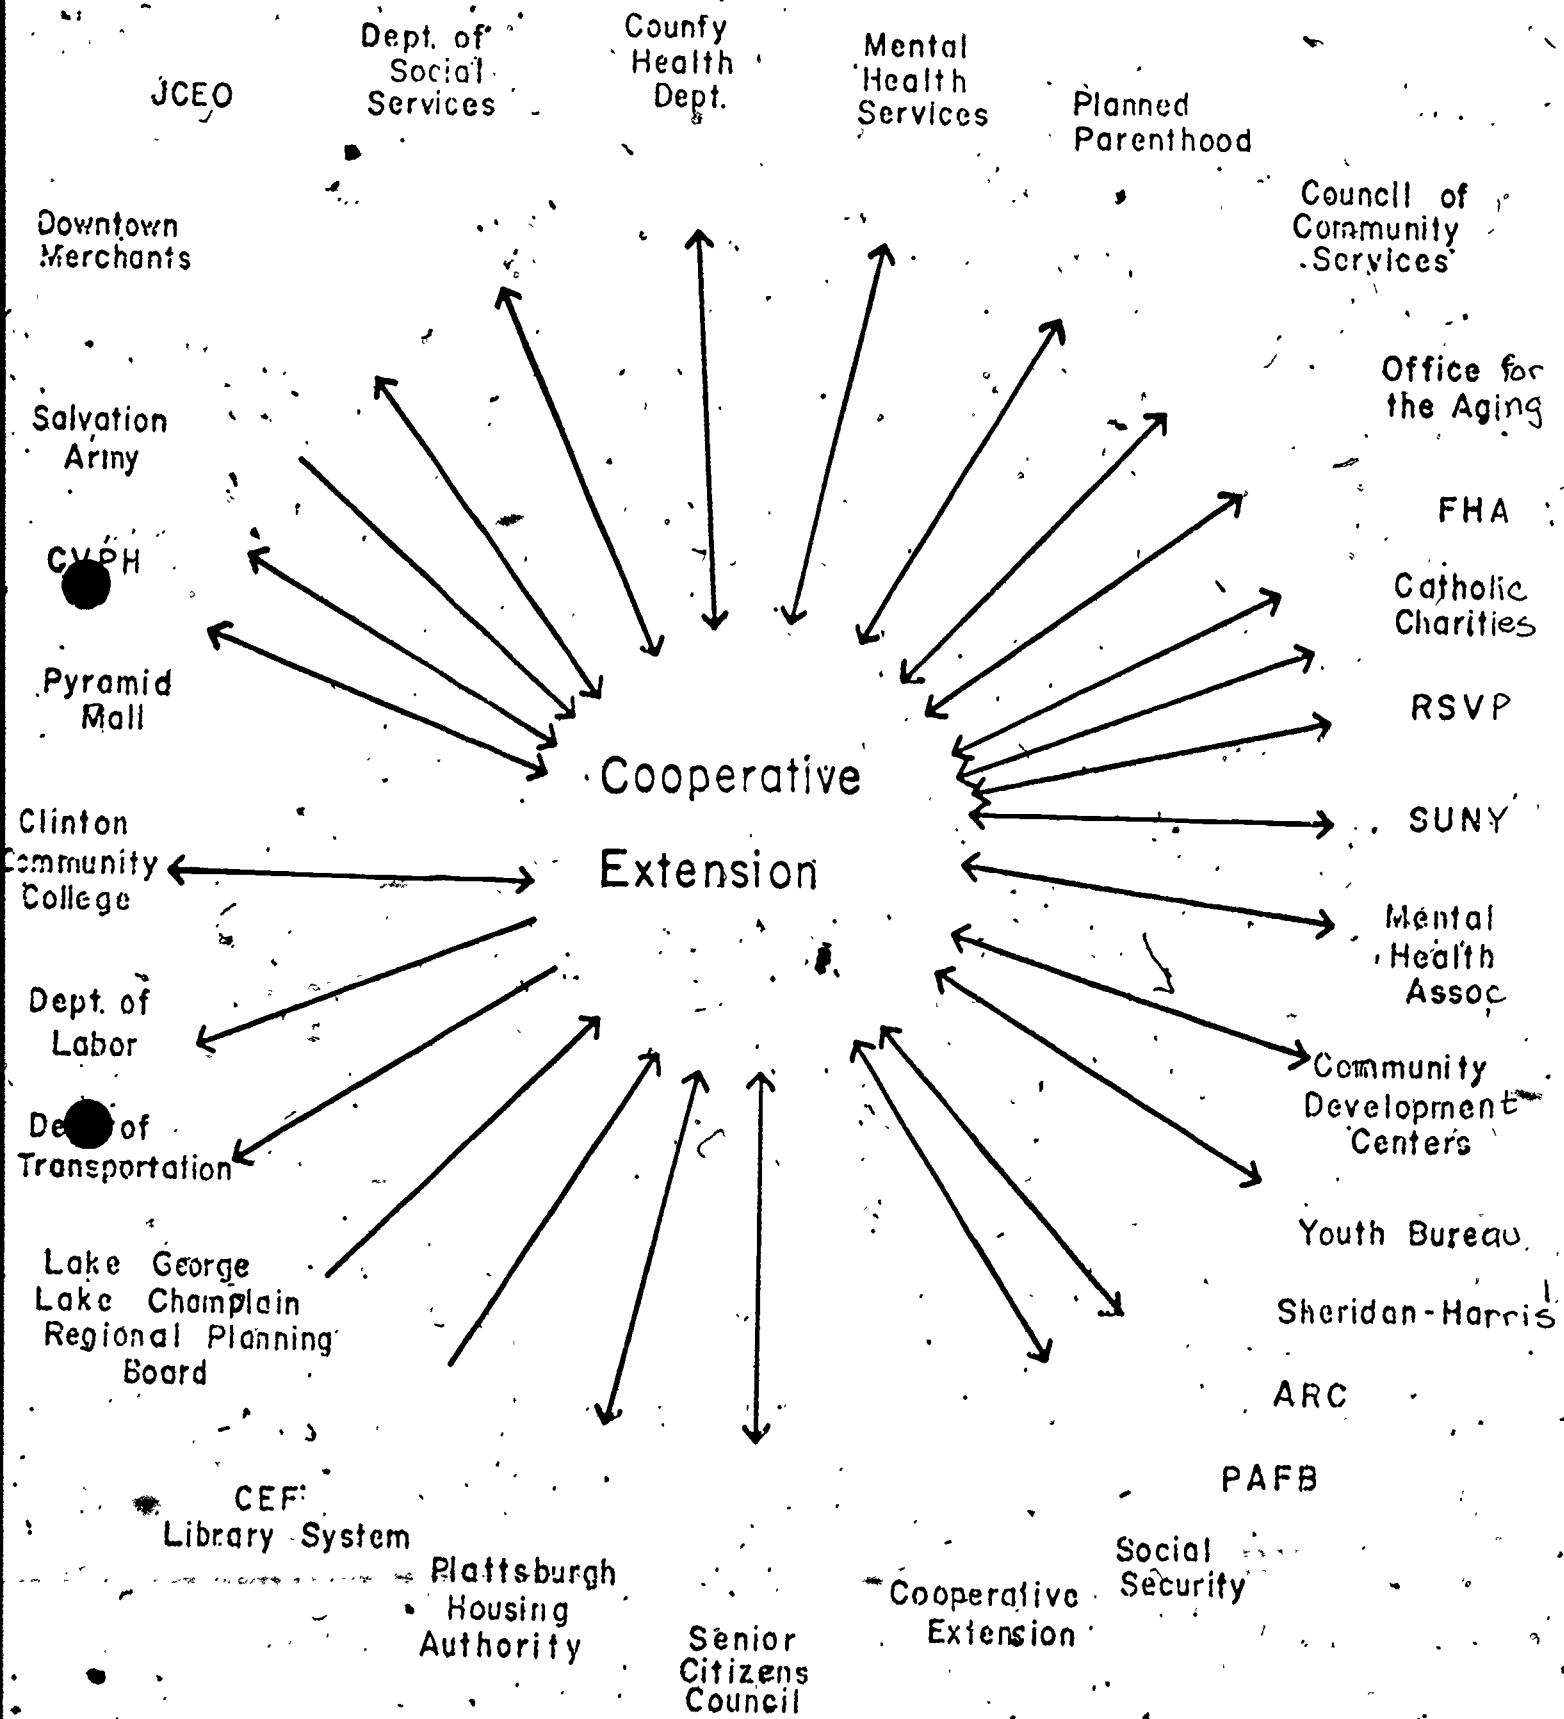 JCEO
Dept. of
Social
Services
County
Health
Dept.
Mental
Health
Services
Planned
Parenthood
Council of
Community
Services
Office for
the Aging
FHA
Catholic
Charities
RSVP
SUNY
Mental
Health
Assoc
Community
Development
Centers
Youth Bureau
Sheridan-Harris
ARC
PAFB
Social
Security
Cooperative
Extension
Senior
Citizens
Council
Plattsburgh
Housing
Authority
CEF
Library System
Lake George
Lake Champlain
Regional Planning
Board
of
Transportation
Dept. of
Labor
Clinton
Community
College
Pyramid
Mall
CVPH
Salvation
Army
Downtown
Merchants
Cooperative
Extension